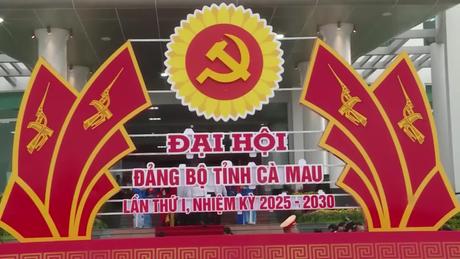 ĐẠI HỘI
ĐẢNG BỘ TỈNH CÀ MAU
LẦN THỨ I, NHIỆM KỲ 2025 - 2030